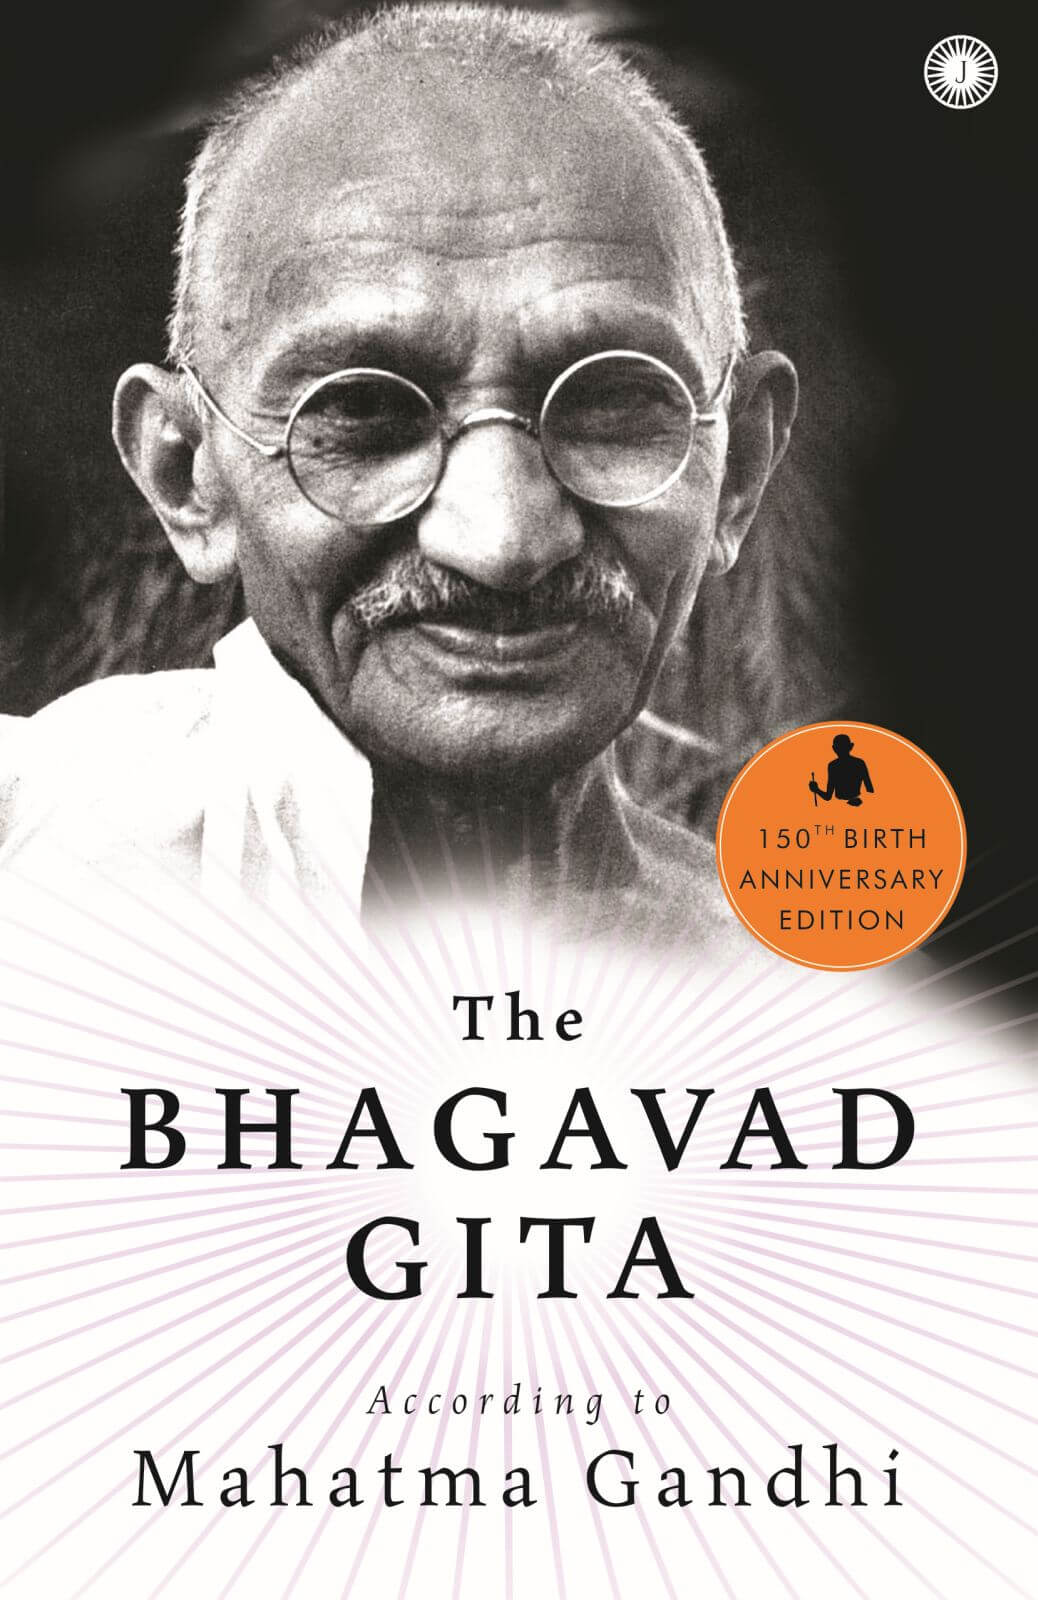 J
150TH BIRTH
ANNIVERSARY
EDITION
The
BHAGAVAD
GITA
According to
Mahatma Gandhi